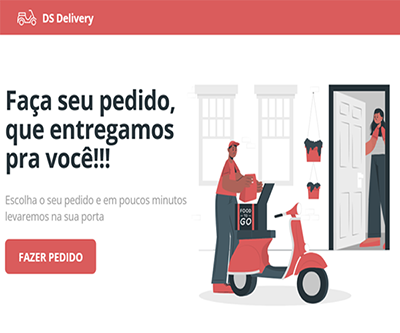 DS Delivery
Faça seu pedido,
que entregamos
pra você!!!
Escolha o seu pedido e em poucos minutos
levaremos na sua porta
FAZER PEDIDO
FOOD
TO
GO